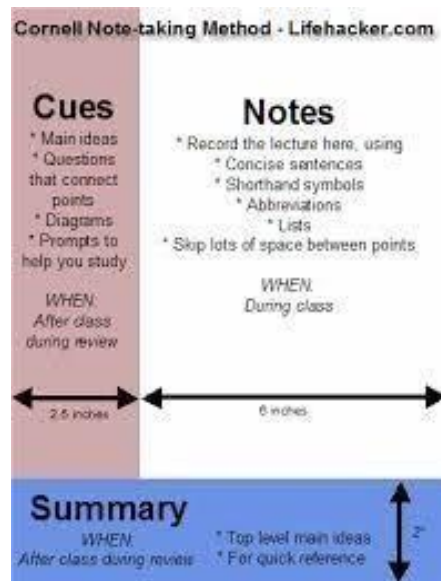 Cornell Note-taking Method - Lifehacker.com
Cues
* Main ideas
* Questions
that connect
points
* Diagrams
* Prompts to
help you study
WHEN:
After class
during review
Notes
* Record the lecture here, using
* Concise sentences
* Shorthand symbols
* Abbreviations
* Lists
* Skip lots of space between points
WHEN:
During class
2.5 inches
6 inches
Summary
WHEN:
After class during review
* Top level main ideas
* For quick reference
2"